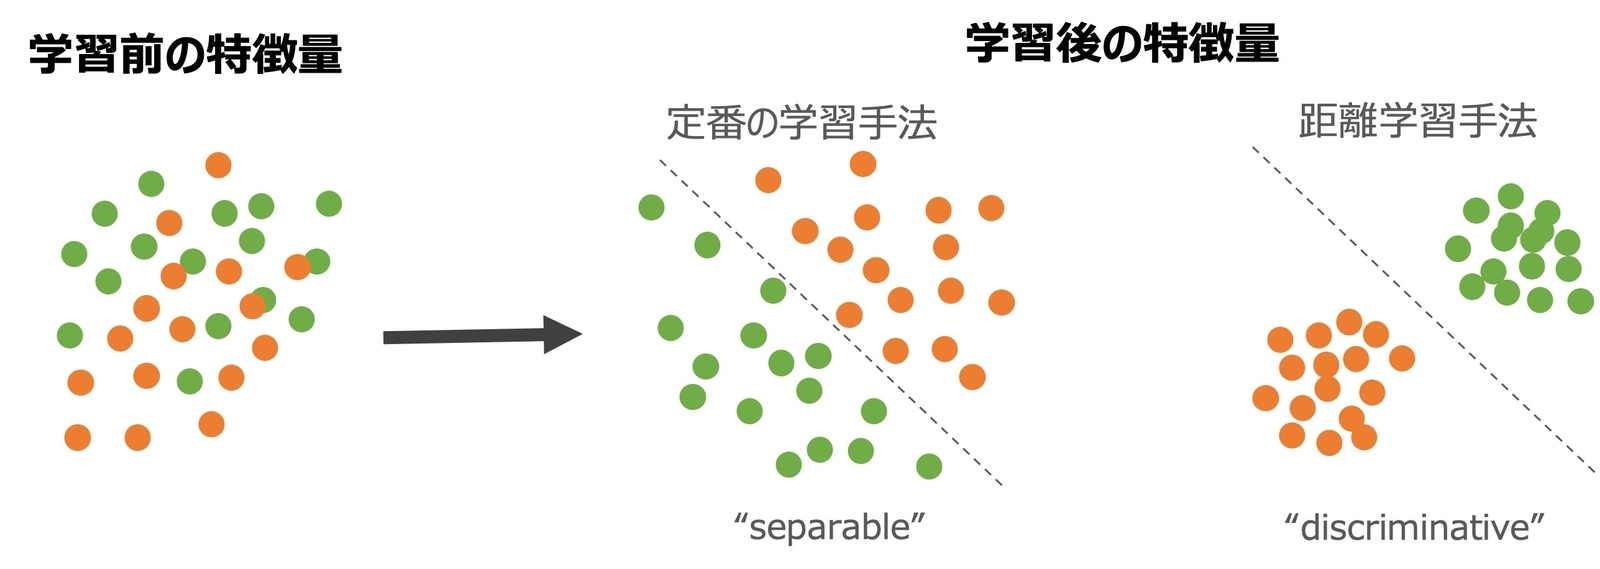 学習前の特徴量
学習後の特徴量
定番の学習手法
距離学習手法
“separable”
“discriminative”